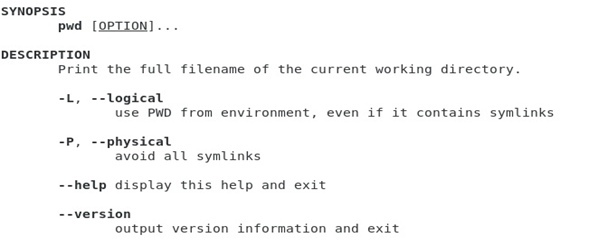 SYNOPSIS
pwd [OPTION]...
DESCRIPTION
Print the full filename of the current working directory.
-L, --logical
use PWD from environment, even if it contains symlinks
-P, --physical
avoid all symlinks
--help display this help and exit
--version
output version information and exit